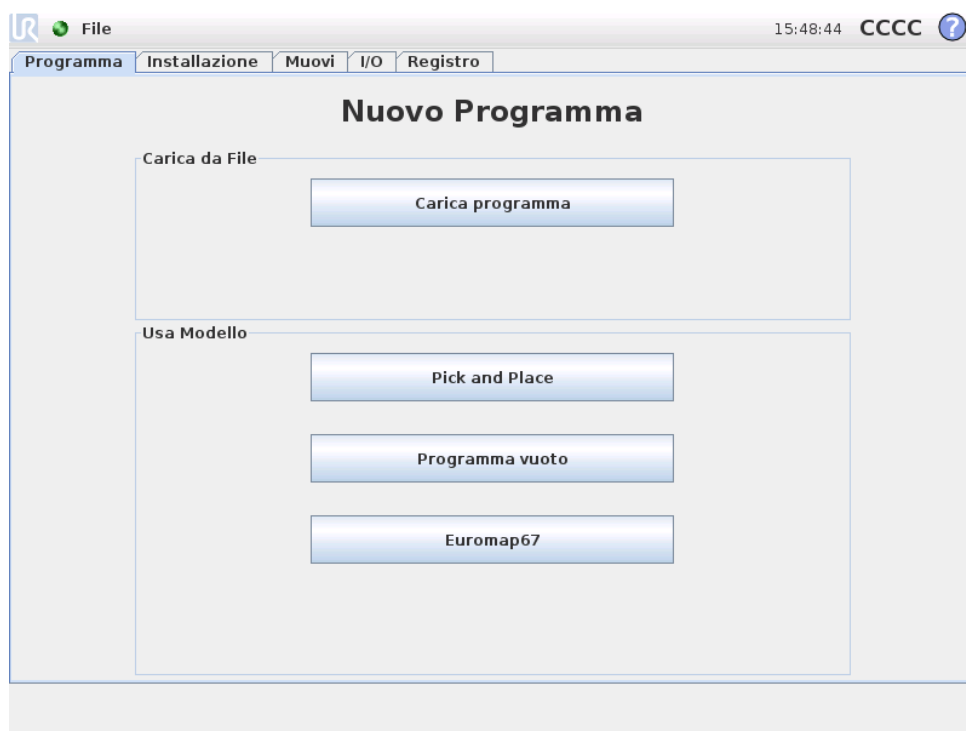 UR File 15:48:44 CCCC ?
Programma Installazione Muovi I/O Registro
Nuovo Programma
Carica da File
Carica programma
Usa Modello
Pick and Place
Programma vuoto
Euromap67